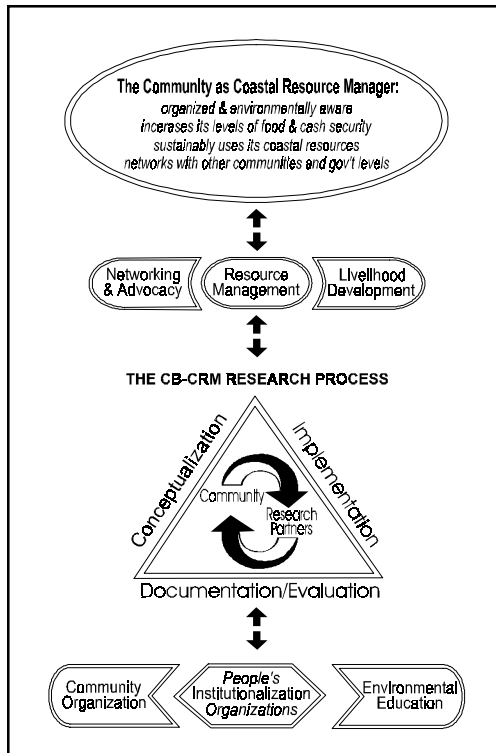 The Community as Coastal Resource Manager:
organized & environmentally aware
incerases its levels of food & cash security
sustainably uses its coastal resources
networks with other communities and gov't levels
Networking
& Advocacy
Resource
Management
Livelihood
Development
THE CB-CRM RESEARCH PROCESS
Conceptualization
Implementation
Community
Research
Partners
Documentation/Evaluation
Community
Organization
People's
Institutionalization
Organizations
Environmental
Education